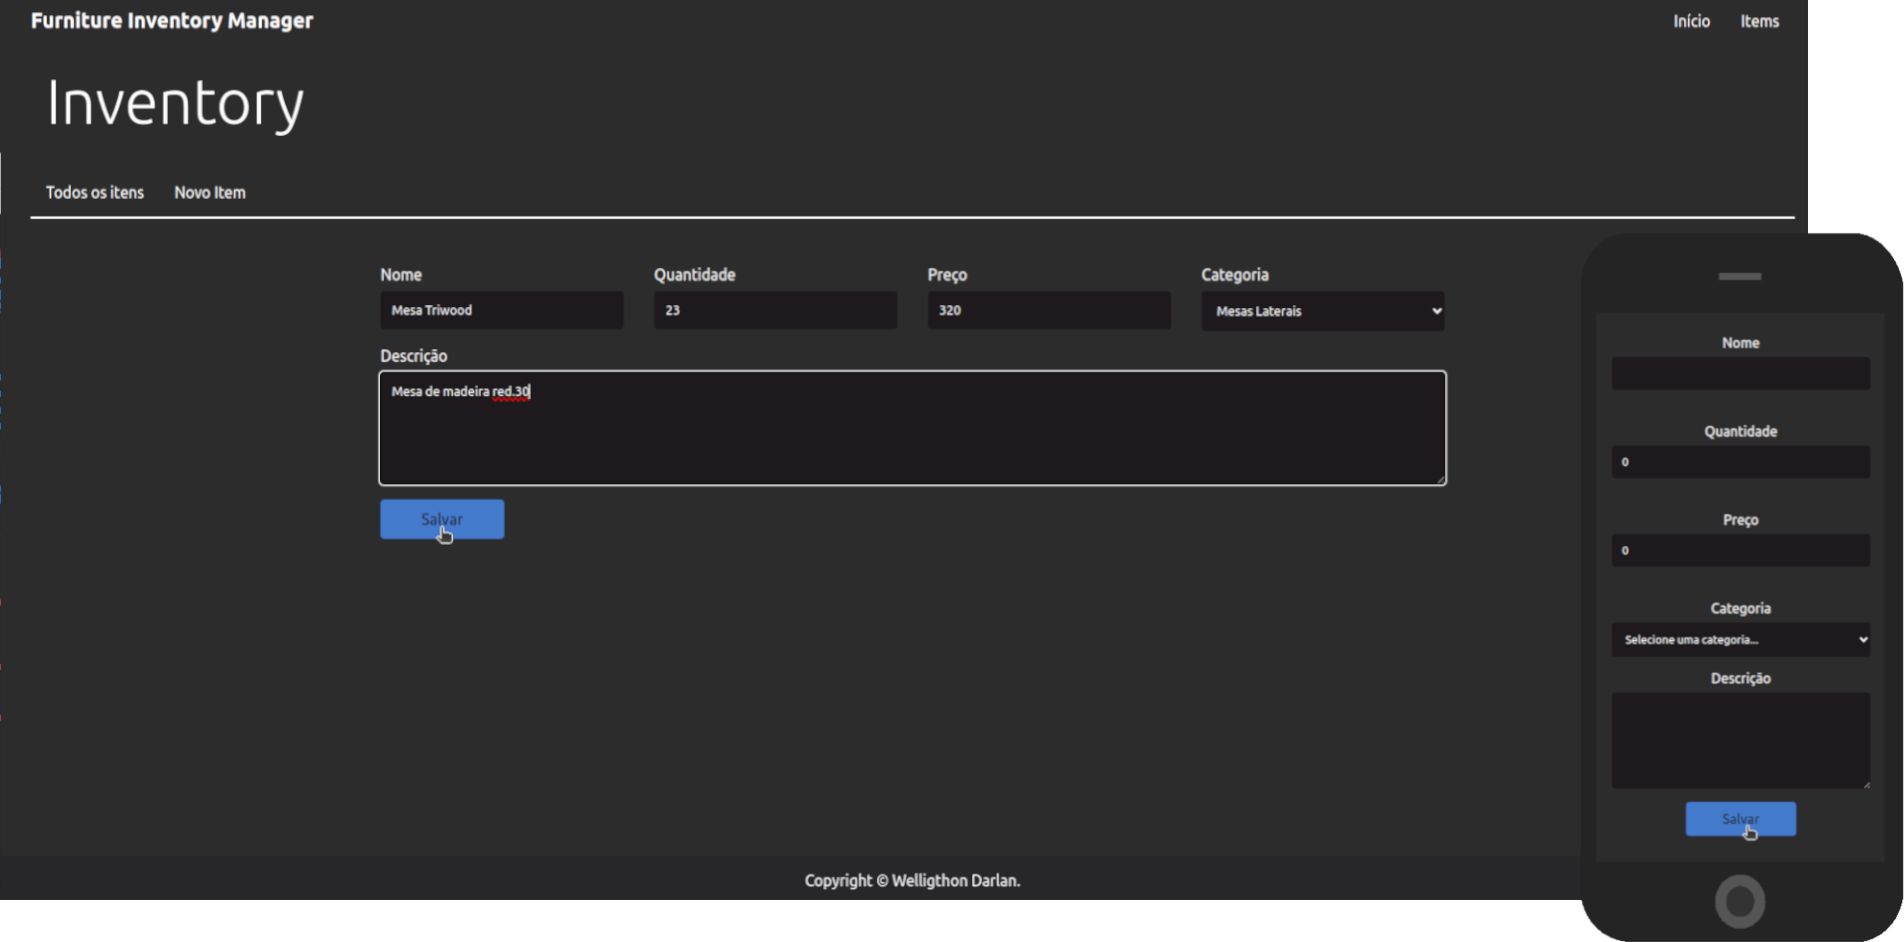 Furniture Inventory Manager
Início Items
Inventory
Todos os itens Novo Item
Nome Quantidade Preço Categoria
Mesa Triwood 23 320 Mesas Laterais
Descrição
Mesa de madeira red.30
Salvar
Copyright © Welligthon Darlan.
Nome
Quantidade
0
Preço
0
Categoria
Selecione uma categoria...
Descrição
Salvar